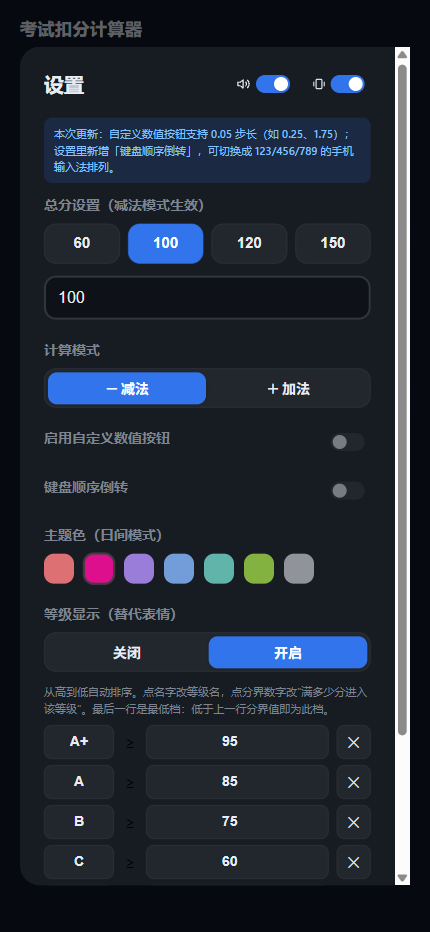 考试扣分计算器
设置
本次更新：自定义数值按钮支持 0.05 步长（如 0.25、1.75）；
设置里新增「键盘顺序倒转」，可切换成 123/456/789 的手机
输入法排列。
总分设置（减法模式生效）
60 100 120 150
100
计算模式
－ 减法 ＋ 加法
启用自定义数值按钮
键盘顺序倒转
主题色（日间模式）
等级显示（替代表情）
关闭 开启
从高到低自动排序。点名字改等级名，点分界数字改“满多少分进入
该等级”。最后一行是最低档：低于上一行分界值即为此档。
A+ ≥ 95 ×
A ≥ 85 ×
B ≥ 75 ×
C ≥ 60 ×